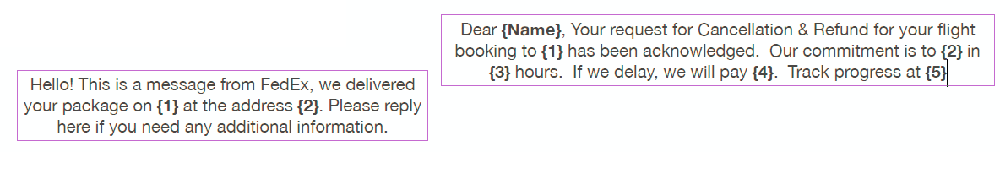 Dear {Name}, Your request for Cancellation & Refund for your flight
booking to {1} has been acknowledged.  Our commitment is to {2} in
{3} hours.  If we delay, we will pay {4}.  Track progress at {5}
Hello! This is a message from FedEx, we delivered
your package on {1} at the address {2}. Please reply
here if you need any additional information.